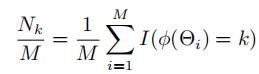 N_k/M = 1/M ∑_{i=1}^{M} I(ϕ(Θ_i) = k)